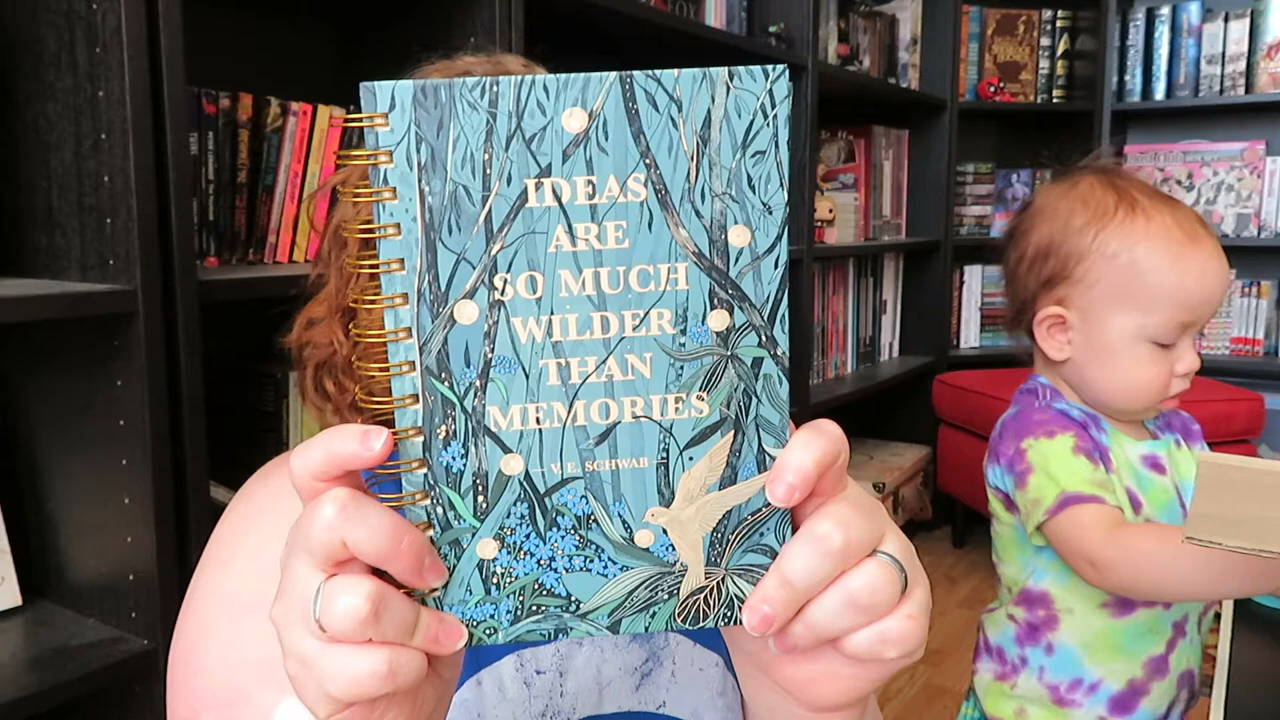 IDEAS
ARE
SO MUCH
WILDER
THAN
MEMORIES
— V. E. SCHWAB —